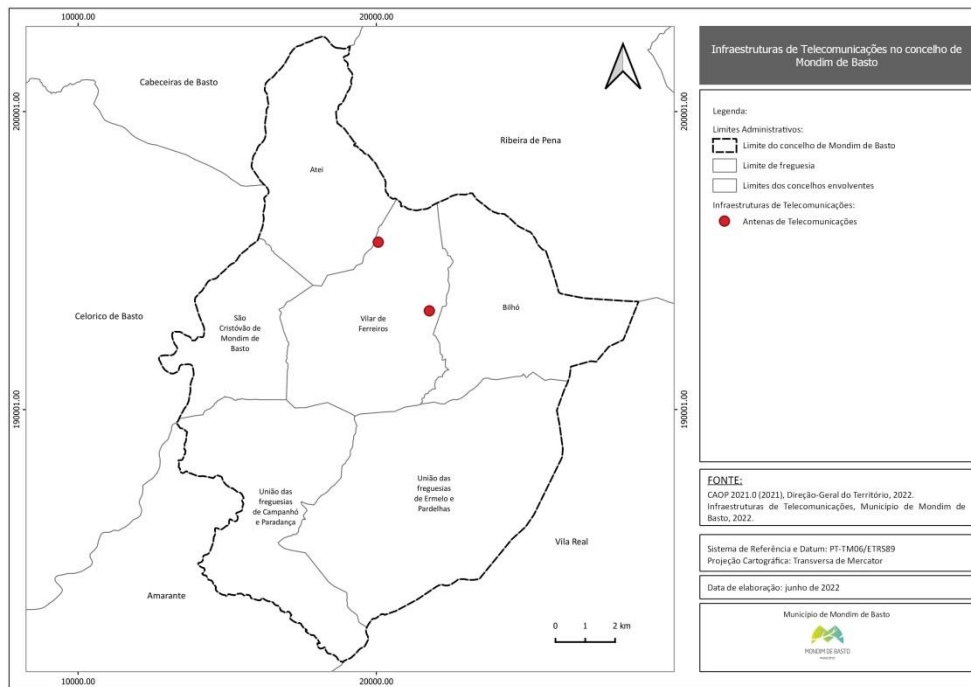 10000.00
20000.00
Cabeceiras de Basto
200001.00
200001.00
Ribeira de Pena
Atei
Celorico de Basto
São
Cristóvão de
Mondim de
Basto
Vilar de
Ferreiros
Bilhó
190001.00
190001.00
União das
freguesias
de Campanhó
e Paradança
União das
freguesias
de Ermelo e
Pardelhas
Vila Real
Amarante
0 1 2 km
10000.00
20000.00
Infraestruturas de Telecomunicações no concelho de
Mondim de Basto
Legenda:
Limites Administrativos:
Limite do concelho de Mondim de Basto
Limite de freguesia
Limites dos concelhos envolventes
Infraestruturas de Telecomunicações:
Antenas de Telecomunicações
FONTE:
CAOP 2021.0 (2021), Direção-Geral do Território, 2022.
Infraestruturas de Telecomunicações, Município de Mondim de
Basto, 2022.
Sistema de Referência e Datum: PT-TM06/ETRS89
Projeção Cartográfica: Transversa de Mercator
Data de elaboração: junho de 2022
Município de Mondim de Basto
MONDIM DE BASTO